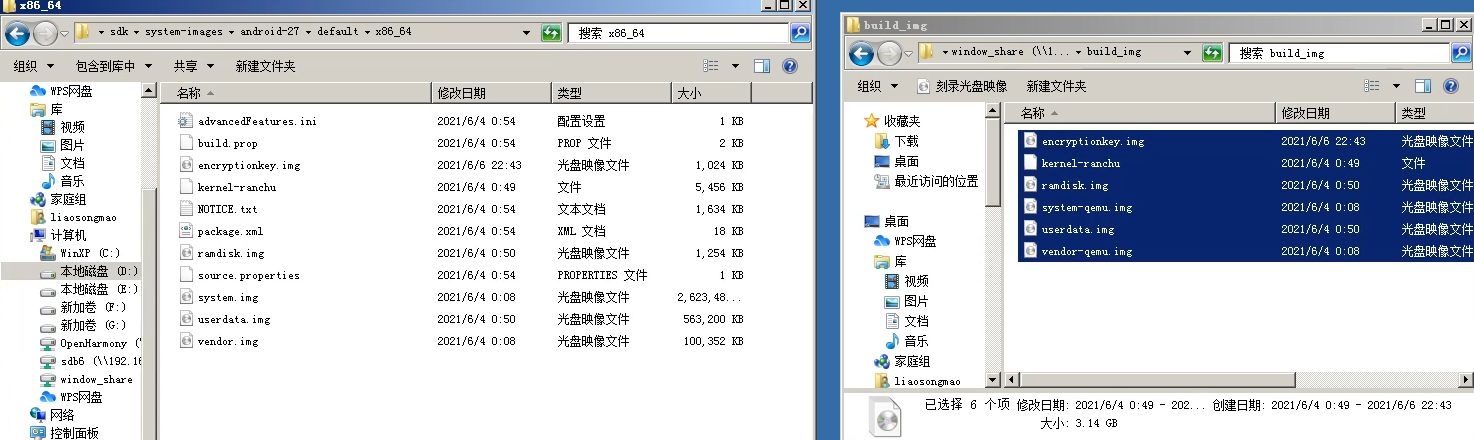 x86_64
sdk system-images android-27 default x86_64 搜索 x86_64
组织 包含到库中 共享 新建文件夹
WPS网盘
库
视频
图片
文档
音乐
家庭组
liaosongmao
计算机
WinXP (C:)
本地磁盘 (D:)
本地磁盘 (E:)
新加卷 (F:)
新加卷 (G:)
OpenHarmony (
sdb6 (\\192.16
window_share
WPS网盘
网络
控制面板
名称 修改日期 类型 大小
advancedFeatures.ini 2021/6/4 0:54 配置设置 1 KB
build.prop 2021/6/4 0:54 PROP 文件 2 KB
encryptionkey.img 2021/6/6 22:43 光盘映像文件 1,024 KB
kernel-ranchu 2021/6/4 0:49 文件 5,456 KB
NOTICE.txt 2021/6/4 0:54 文本文档 1,634 KB
package.xml 2021/6/4 0:54 XML 文档 18 KB
ramdisk.img 2021/6/4 0:50 光盘映像文件 1,254 KB
source.properties 2021/6/4 0:54 PROPERTIES 文件 1 KB
system.img 2021/6/4 0:08 光盘映像文件 2,623,48...
userdata.img 2021/6/4 0:50 光盘映像文件 563,200 KB
vendor.img 2021/6/4 0:08 光盘映像文件 100,352 KB
build_img
window_share (\\1... build_img 搜索 build_img
组织 刻录光盘映像 新建文件夹
收藏夹
下载
桌面
最近访问的位置
桌面
WPS网盘
库
视频
图片
文档
音乐
家庭组
liaosongmao
名称 修改日期 类型
encryptionkey.img 2021/6/6 22:43 光盘映像文件
kernel-ranchu 2021/6/4 0:49 文件
ramdisk.img 2021/6/4 0:50 光盘映像文件
system-qemu.img 2021/6/4 0:08 光盘映像文件
userdata.img 2021/6/4 0:50 光盘映像文件
vendor-qemu.img 2021/6/4 0:08 光盘映像文件
已选择 6 个项 修改日期: 2021/6/4 0:49 - 202... 创建日期: 2021/6/4 0:49 - 2021/6/6 22:43
大小: 3.14 GB